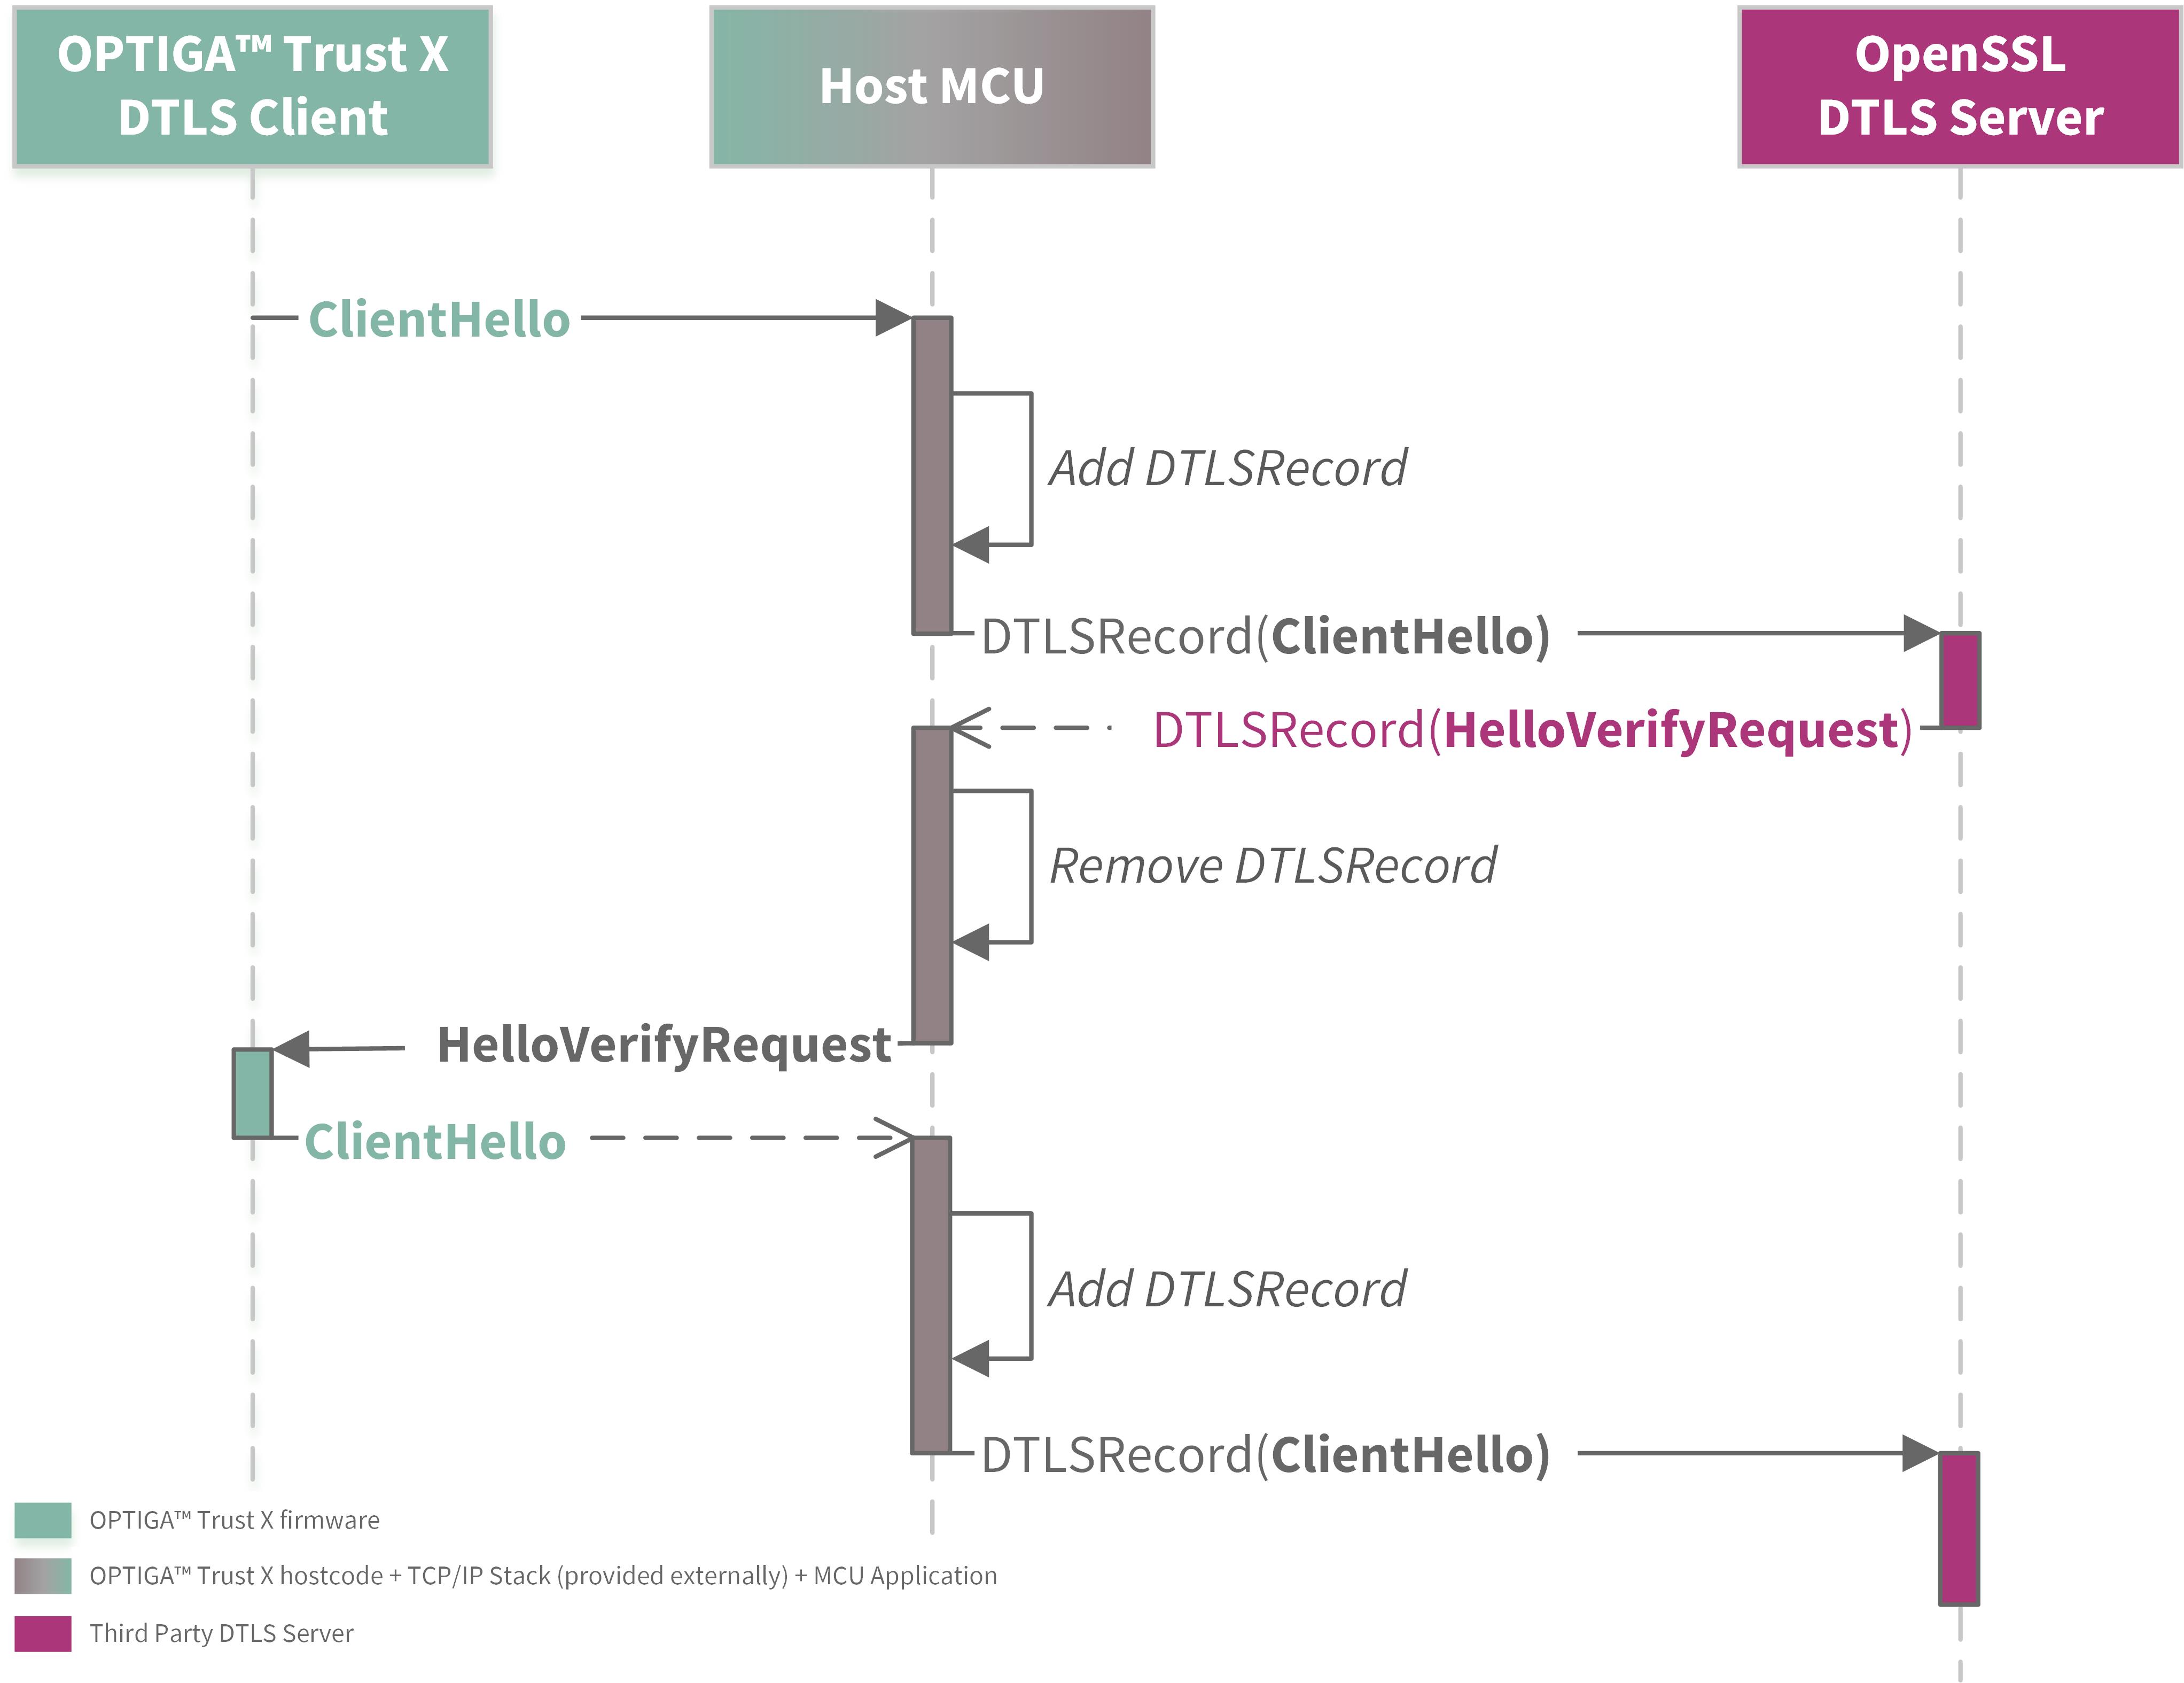 OPTIGA™ Trust X
DTLS Client
Host MCU
OpenSSL
DTLS Server
ClientHello
Add DTLSRecord
DTLSRecord(ClientHello)
DTLSRecord(HelloVerifyRequest)
Remove DTLSRecord
HelloVerifyRequest
ClientHello
Add DTLSRecord
DTLSRecord(ClientHello)
OPTIGA™ Trust X firmware
OPTIGA™ Trust X hostcode + TCP/IP Stack (provided externally) + MCU Application
Third Party DTLS Server